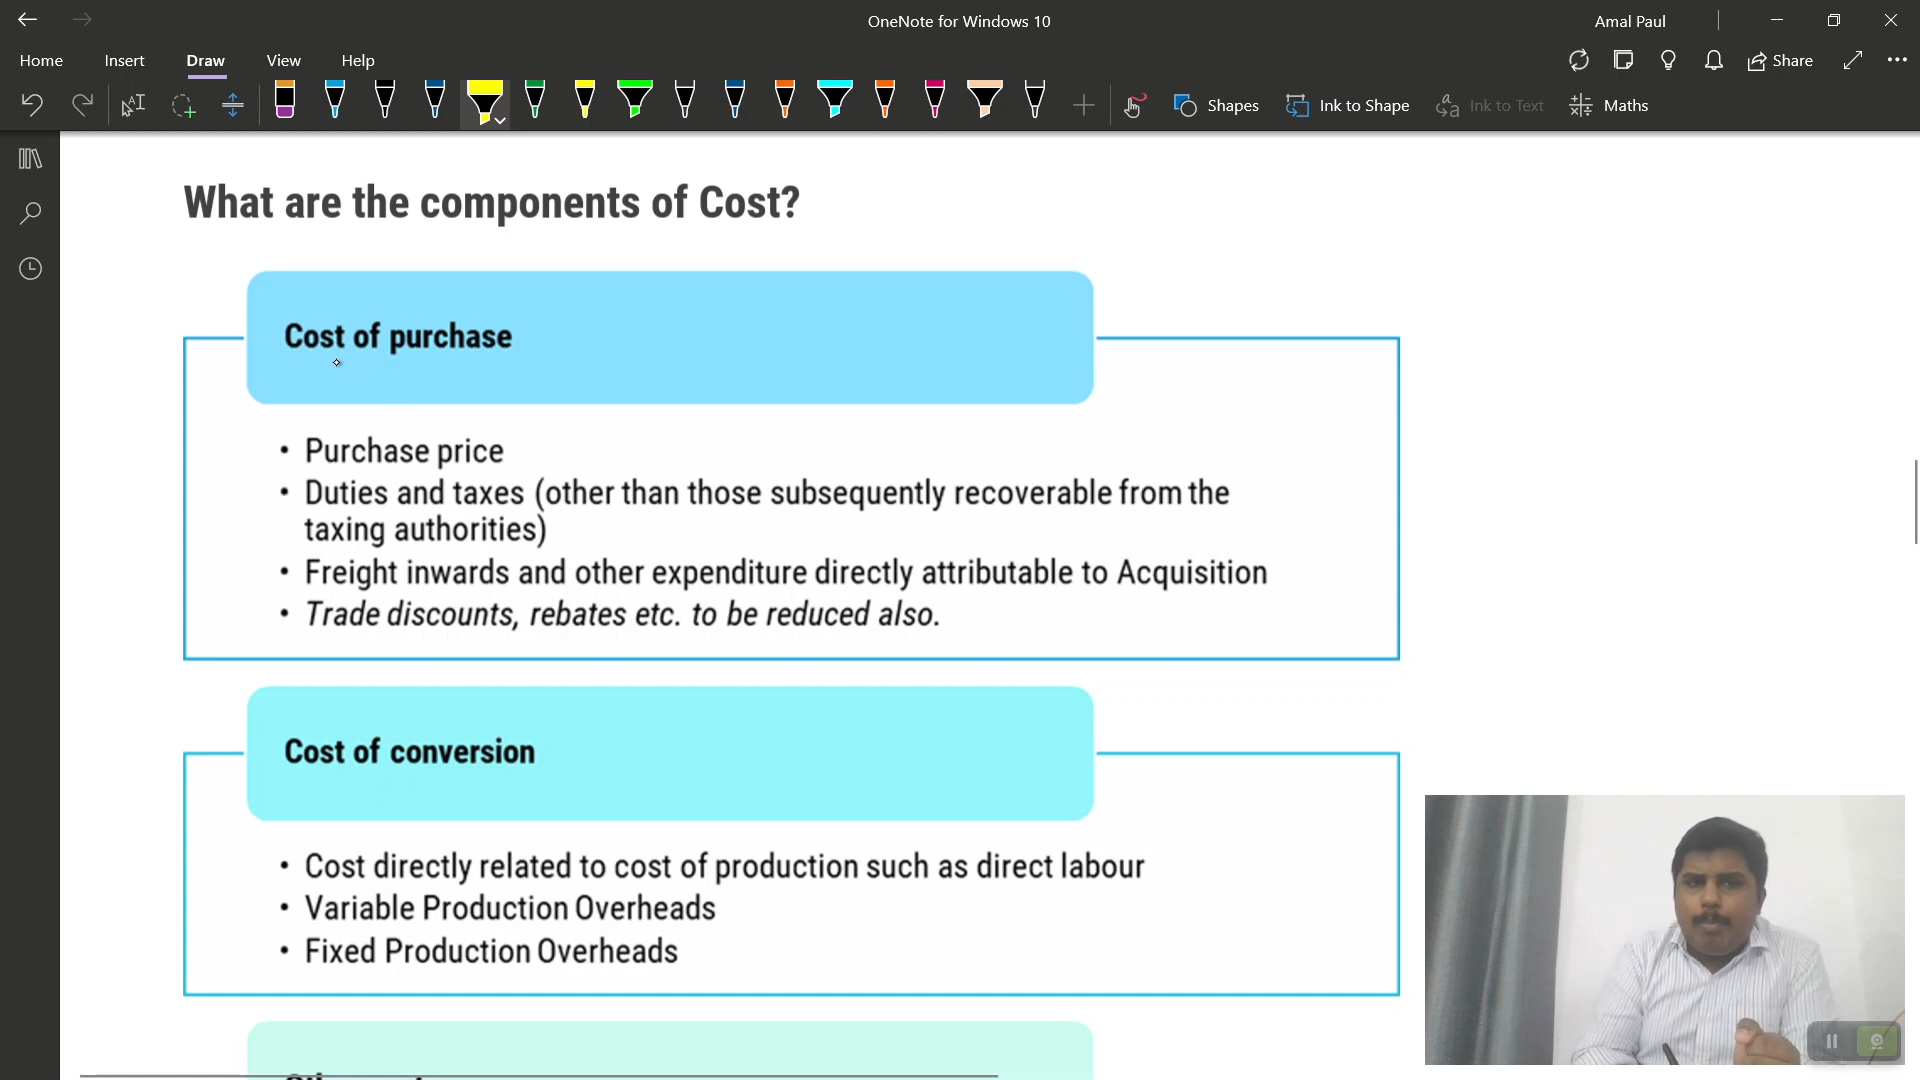 OneNote for Windows 10
Amal Paul
Home Insert Draw View Help
Share
Shapes Ink to Shape Ink to Text Maths
What are the components of Cost?
Cost of purchase
• Purchase price
• Duties and taxes (other than those subsequently recoverable from the
taxing authorities)
• Freight inwards and other expenditure directly attributable to Acquisition
• Trade discounts, rebates etc. to be reduced also.
Cost of conversion
• Cost directly related to cost of production such as direct labour
• Variable Production Overheads
• Fixed Production Overheads